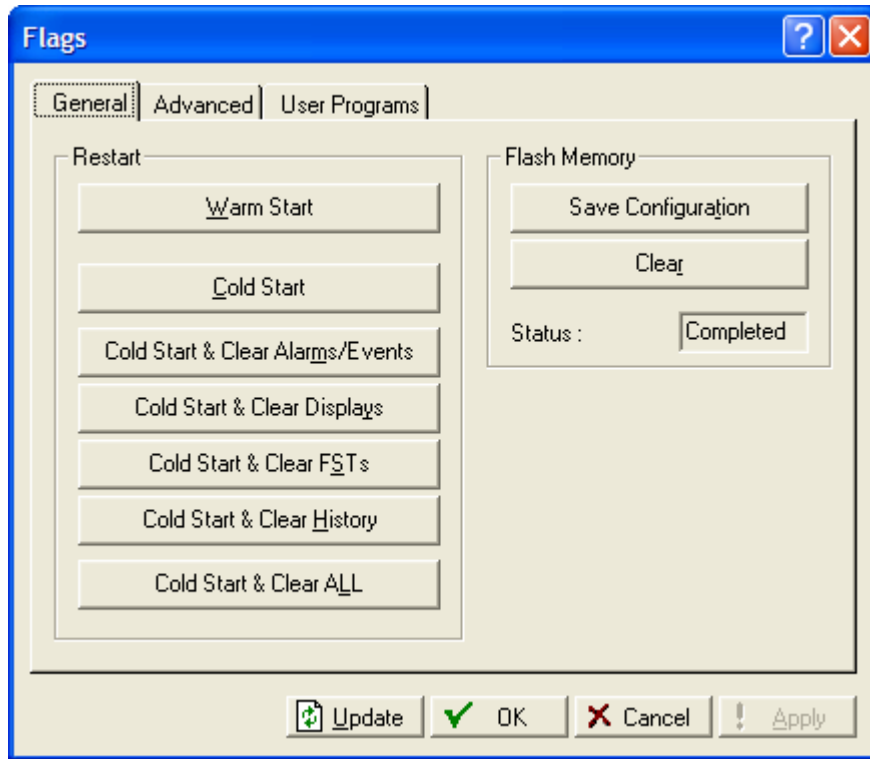 Flags
General Advanced User Programs
Restart
Warm Start
Cold Start
Cold Start & Clear Alarms/Events
Cold Start & Clear Displays
Cold Start & Clear FSTs
Cold Start & Clear History
Cold Start & Clear ALL
Flash Memory
Save Configuration
Clear
Status : Completed
Update OK Cancel Apply